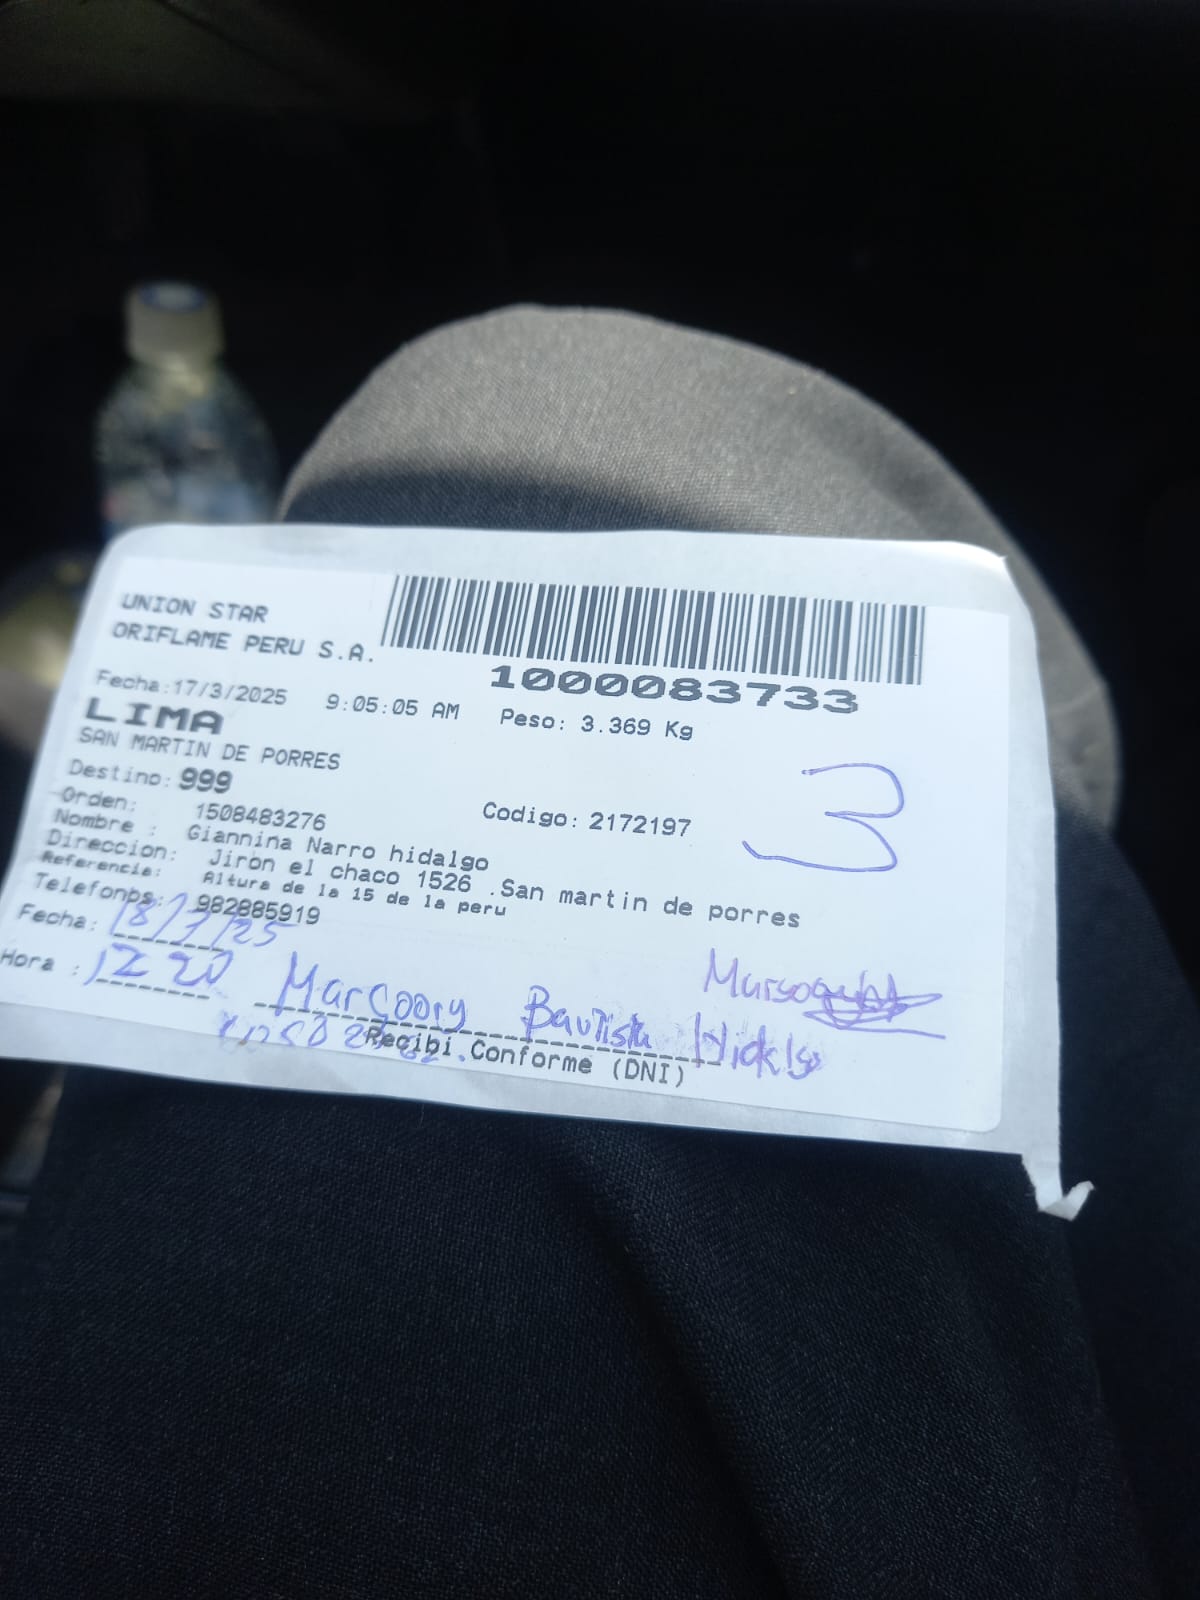 UNION STAR
ORIFLAME PERU S.A.
1000083733
Fecha:17/3/2025 9:05:05 AM Peso: 3.369 Kg
LIMA
SAN MARTIN DE PORRES
Destino: 999
3
Orden: 1508483276 Codigo: 2172197
Nombre : Giannina Narro hidalgo
Direccion: Jiron el chaco 1526 .San martin de porres
Referencia: Altura de la 15 de la peru
Telefonos: 982885919
Fecha: 18/3/25
Hora : 12 20
Bautista
Recibi Conforme (DNI)